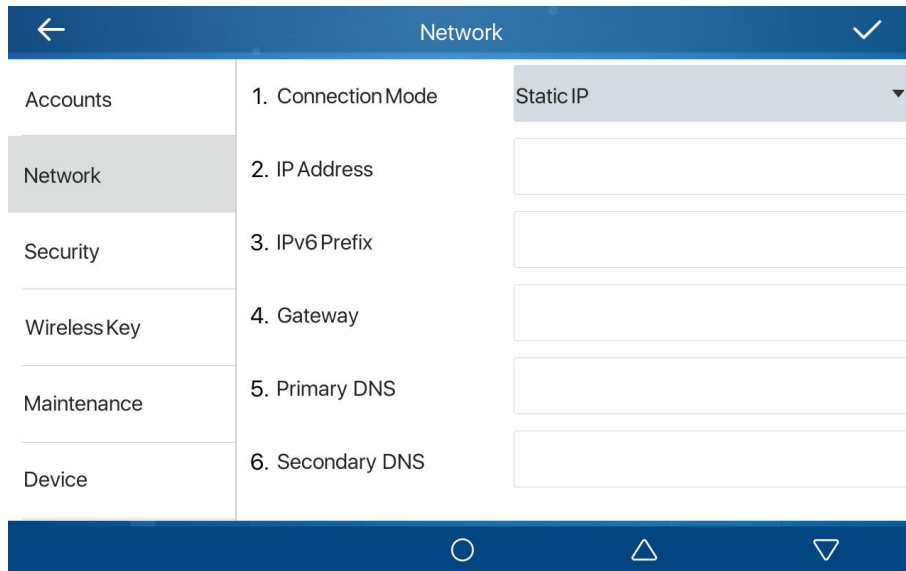 Network
Accounts
Network
Security
Wireless Key
Maintenance
Device
1. Connection Mode
Static IP
2. IP Address
3. IPv6 Prefix
4. Gateway
5. Primary DNS
6. Secondary DNS